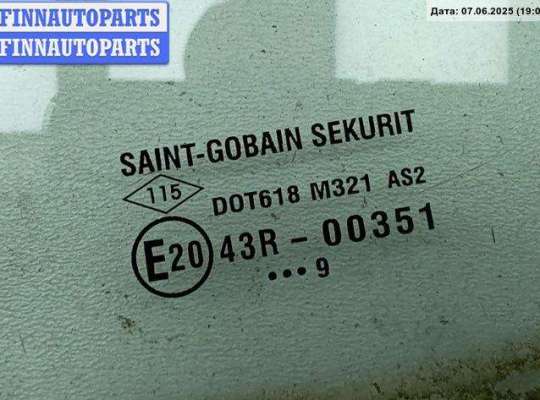 FINNAUTOPARTS
FINNAUTOPARTS
Дата: 07.06.2025 (19:0
SAINT-GOBAIN SEKURIT
115
DOT618 M321 AS2
E20 43R - 00351
••• 9